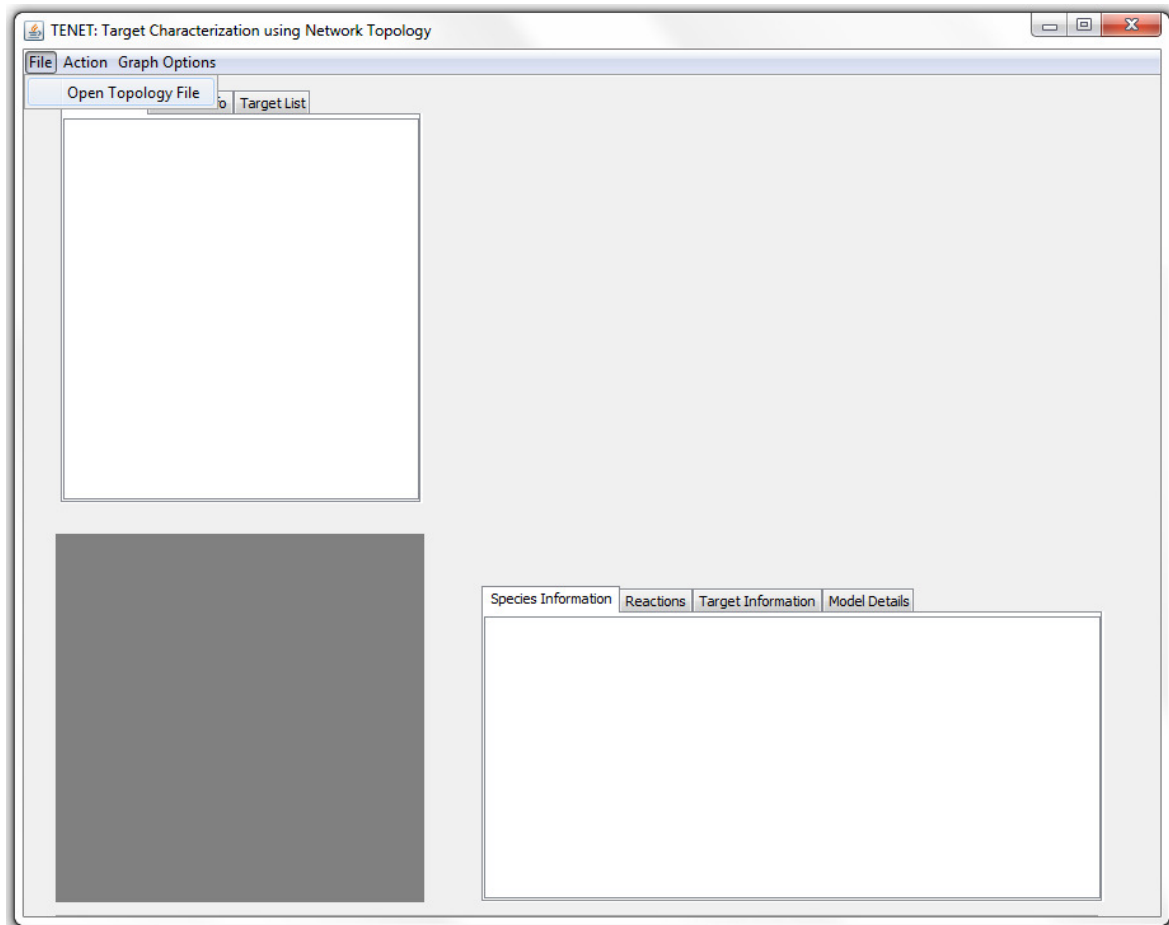 TENET: Target Characterization using Network Topology
File Action Graph Options
Open Topology File
Target List
Species Information Reactions Target Information Model Details